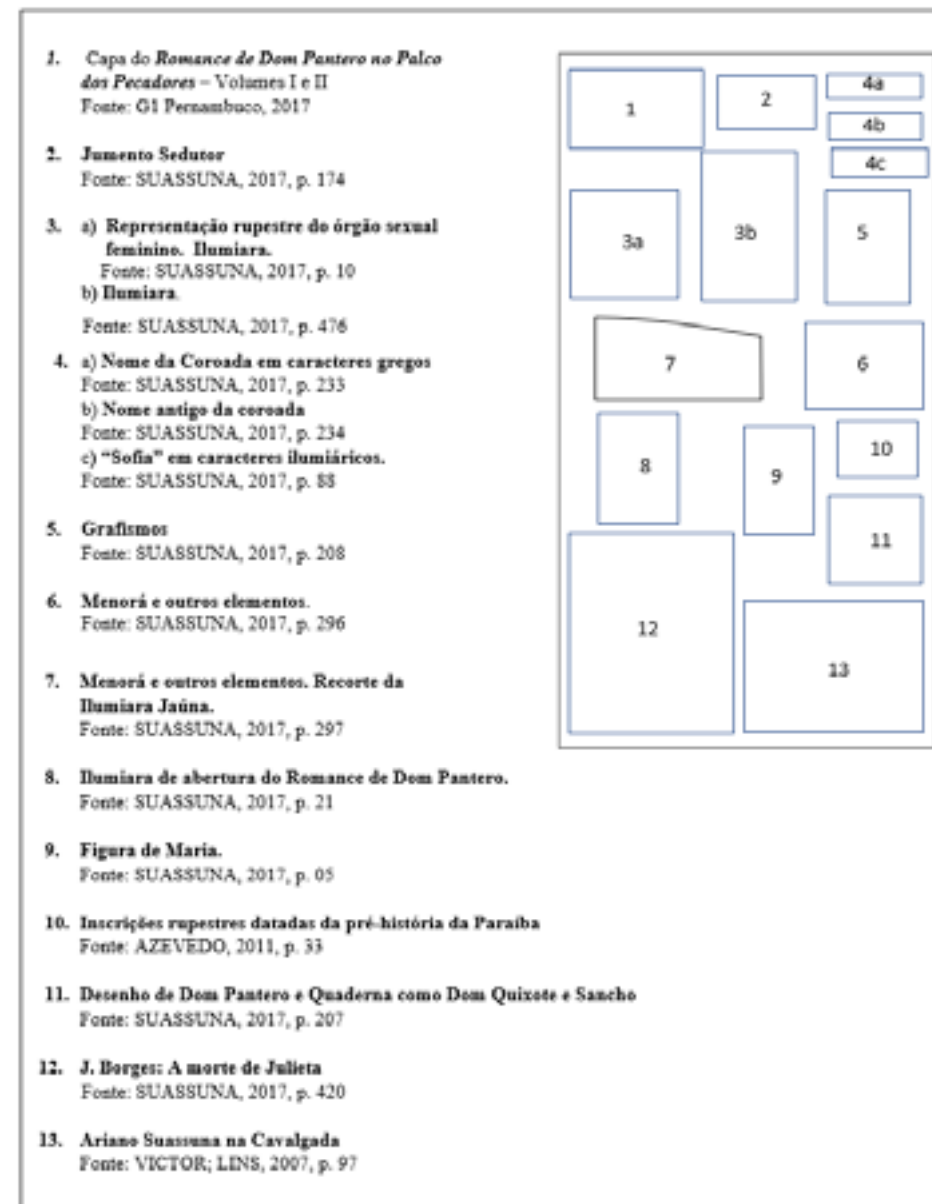 1. Capa do Romance de Dom Pantero no Palco
dos Pecadores – Volumes I e II
Fonte: G1 Pernambuco, 2017
2. Jumento Sedutor
Fonte: SUASSUNA, 2017, p. 174
3. a) Representação rupestre do órgão sexual
feminino. Ilumiara.
Fonte: SUASSUNA, 2017, p. 10
b) Ilumiara.
Fonte: SUASSUNA, 2017, p. 476
4. a) Nome da Coroada em caracteres gregos
Fonte: SUASSUNA, 2017, p. 233
b) Nome antigo da coroada
Fonte: SUASSUNA, 2017, p. 234
c) “Sofia” em caracteres ilumiáricos.
Fonte: SUASSUNA, 2017, p. 88
5. Grafismos
Fonte: SUASSUNA, 2017, p. 208
6. Menorá e outros elementos.
Fonte: SUASSUNA, 2017, p. 296
7. Menorá e outros elementos. Recorte da
Ilumiara Jaúna.
Fonte: SUASSUNA, 2017, p. 297
8. Ilumiara de abertura do Romance de Dom Pantero.
Fonte: SUASSUNA, 2017, p. 21
9. Figura de Maria.
Fonte: SUASSUNA, 2017, p. 05
10. Inscrições rupestres datadas da pré-história da Paraíba
Fonte: AZEVEDO, 2011, p. 33
11. Desenho de Dom Pantero e Quaderna como Dom Quixote e Sancho
Fonte: SUASSUNA, 2017, p. 207
12. J. Borges: A morte de Julieta
Fonte: SUASSUNA, 2017, p. 420
13. Ariano Suassuna na Cavalgada
Fonte: VICTOR; LINS, 2007, p. 97
1
2
4a
4b
4c
3a
3b
5
7
6
8
9
10
11
12
13